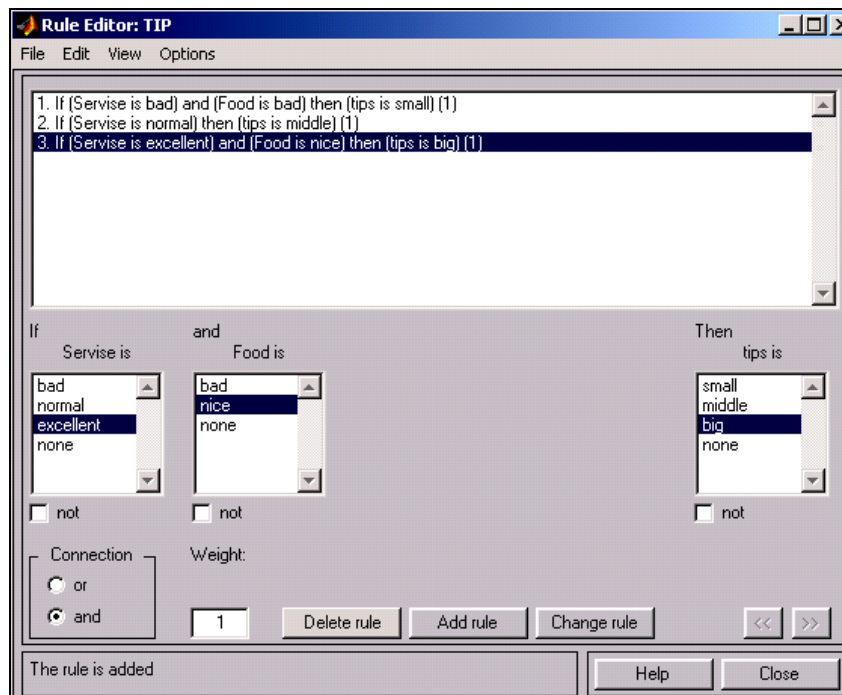 Rule Editor: TIP
File Edit View Options
1. If (Servise is bad) and (Food is bad) then (tips is small) (1)
2. If (Servise is normal) then (tips is middle) (1)
3. If (Servise is excellent) and (Food is nice) then (tips is big) (1)
If and Then
Servise is Food is tips is
bad bad small
normal nice middle
excellent none big
none none
not not not
Connection Weight:
or
and 1 Delete rule Add rule Change rule << >>
The rule is added Help Close